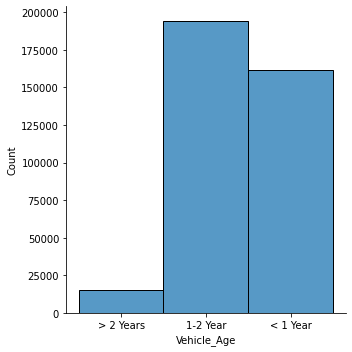 200000
175000
150000
125000
100000
75000
50000
25000
0
Count
> 2 Years
1-2 Year
< 1 Year
Vehicle_Age